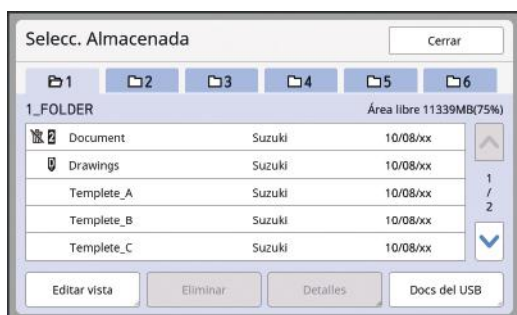 Selecc. Almacenada Cerrar
1 2 3 4 5 6
1_FOLDER Área libre 11339MB(75%)
2 Document Suzuki 10/08/xx
Drawings Suzuki 10/08/xx
Templete_A Suzuki 10/08/xx
Templete_B Suzuki 10/08/xx
Templete_C Suzuki 10/08/xx
1
/
2
Editar vista Eliminar Detalles Docs del USB